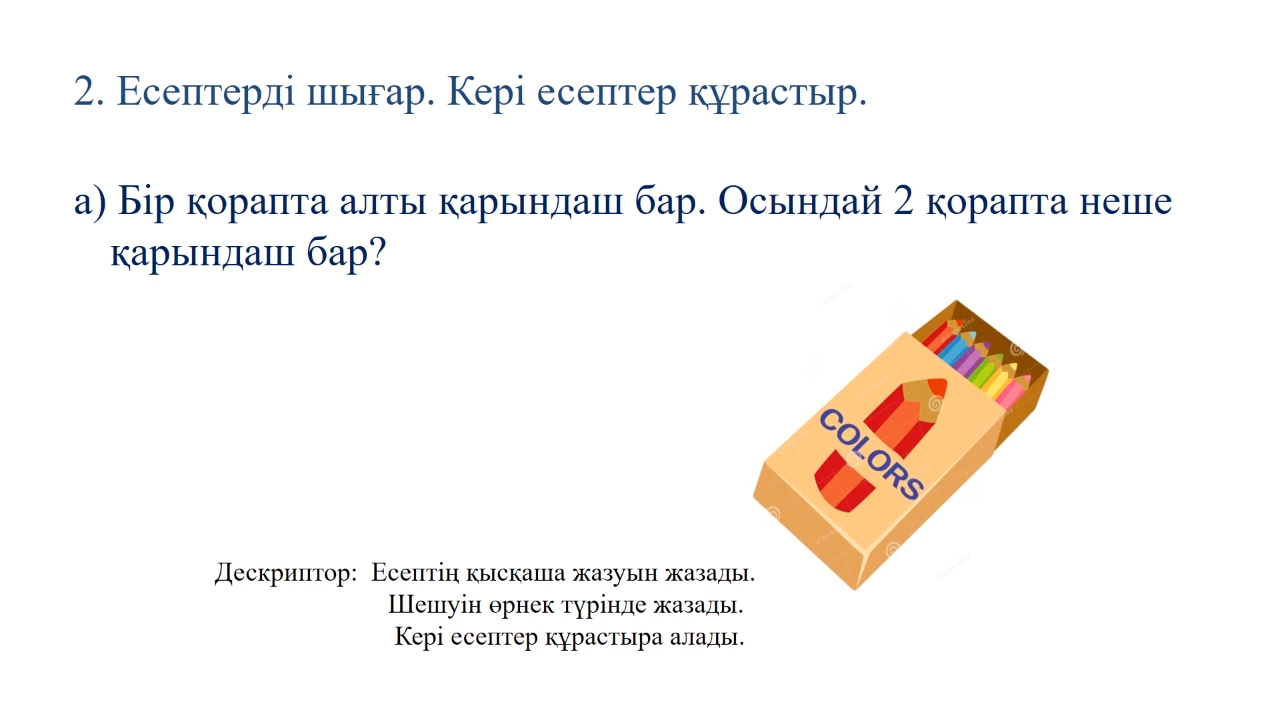 2. Есептерді шығар. Кері есептер құрастыр.
а) Бір қорапта алты қарындаш бар. Осындай 2 қорапта неше
қарындаш бар?
COLORS
Дескриптор: Есептің қысқаша жазуын жазады.
Шешуін өрнек түрінде жазады.
Кері есептер құрастыра алады.